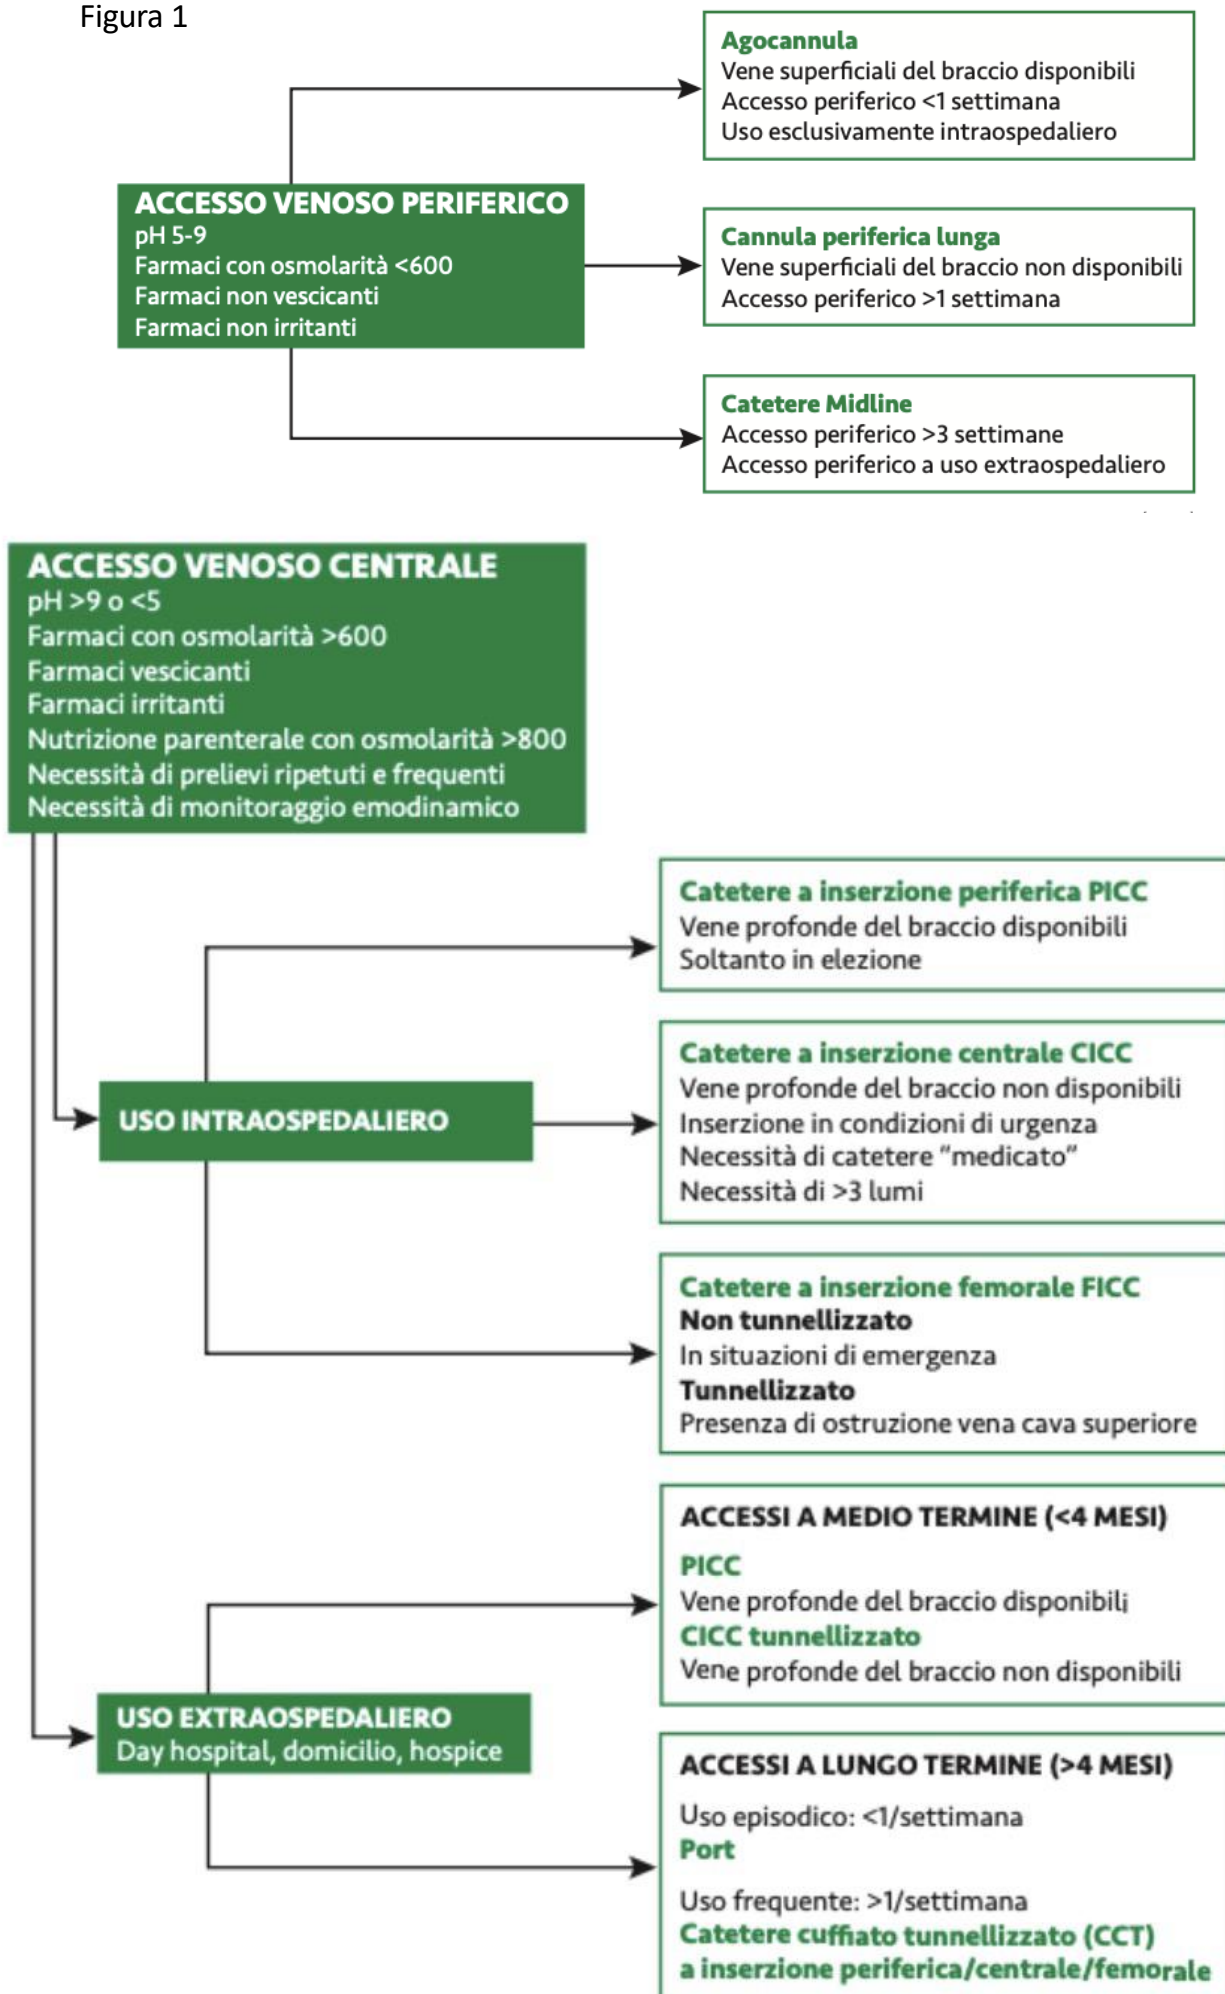 Figura 1
Agocannula
Vene superficiali del braccio disponibili
Accesso periferico <1 settimana
Uso esclusivamente intraospedaliero
ACCESSO VENOSO PERIFERICO
pH 5-9
Farmaci con osmolarità <600
Farmaci non vescicanti
Farmaci non irritanti
Cannula periferica lunga
Vene superficiali del braccio non disponibili
Accesso periferico >1 settimana
Catetere Midline
Accesso periferico >3 settimane
Accesso periferico a uso extraospedaliero
ACCESSO VENOSO CENTRALE
pH >9 o <5
Farmaci con osmolarità >600
Farmaci vescicanti
Farmaci irritanti
Nutrizione parenterale con osmolarità >800
Necessità di prelievi ripetuti e frequenti
Necessità di monitoraggio emodinamico
Catetere a inserzione periferica PICC
Vene profonde del braccio disponibili
Soltanto in elezione
USO INTRAOSPEDALIERO
Catetere a inserzione centrale CICC
Vene profonde del braccio non disponibili
Inserzione in condizioni di urgenza
Necessità di catetere "medicato"
Necessità di >3 lumi
Catetere a inserzione femorale FICC
Non tunnellizzato
In situazioni di emergenza
Tunnellizzato
Presenza di ostruzione vena cava superiore
USO EXTRAOSPEDALIERO
Day hospital, domicilio, hospice
ACCESSI A MEDIO TERMINE (<4 MESI)
PICC
Vene profonde del braccio disponibili
CICC tunnellizzato
Vene profonde del braccio non disponibili
ACCESSI A LUNGO TERMINE (>4 MESI)
Uso episodico: <1/settimana
Port
Uso frequente: >1/settimana
Catetere cuffiato tunnellizzato (CCT)
a inserzione periferica/centrale/femorale